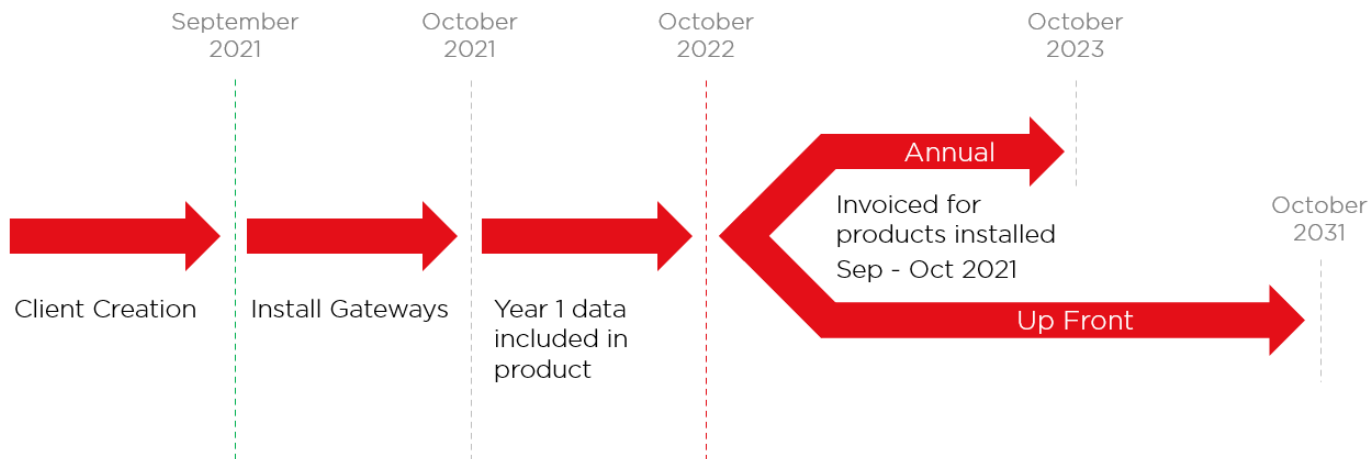 September
2021
October
2021
October
2022
October
2023
Annual
Invoiced for
products installed
Sep - Oct 2021
October
2031
Client Creation
Install Gateways
Year 1 data
included in
product
Up Front